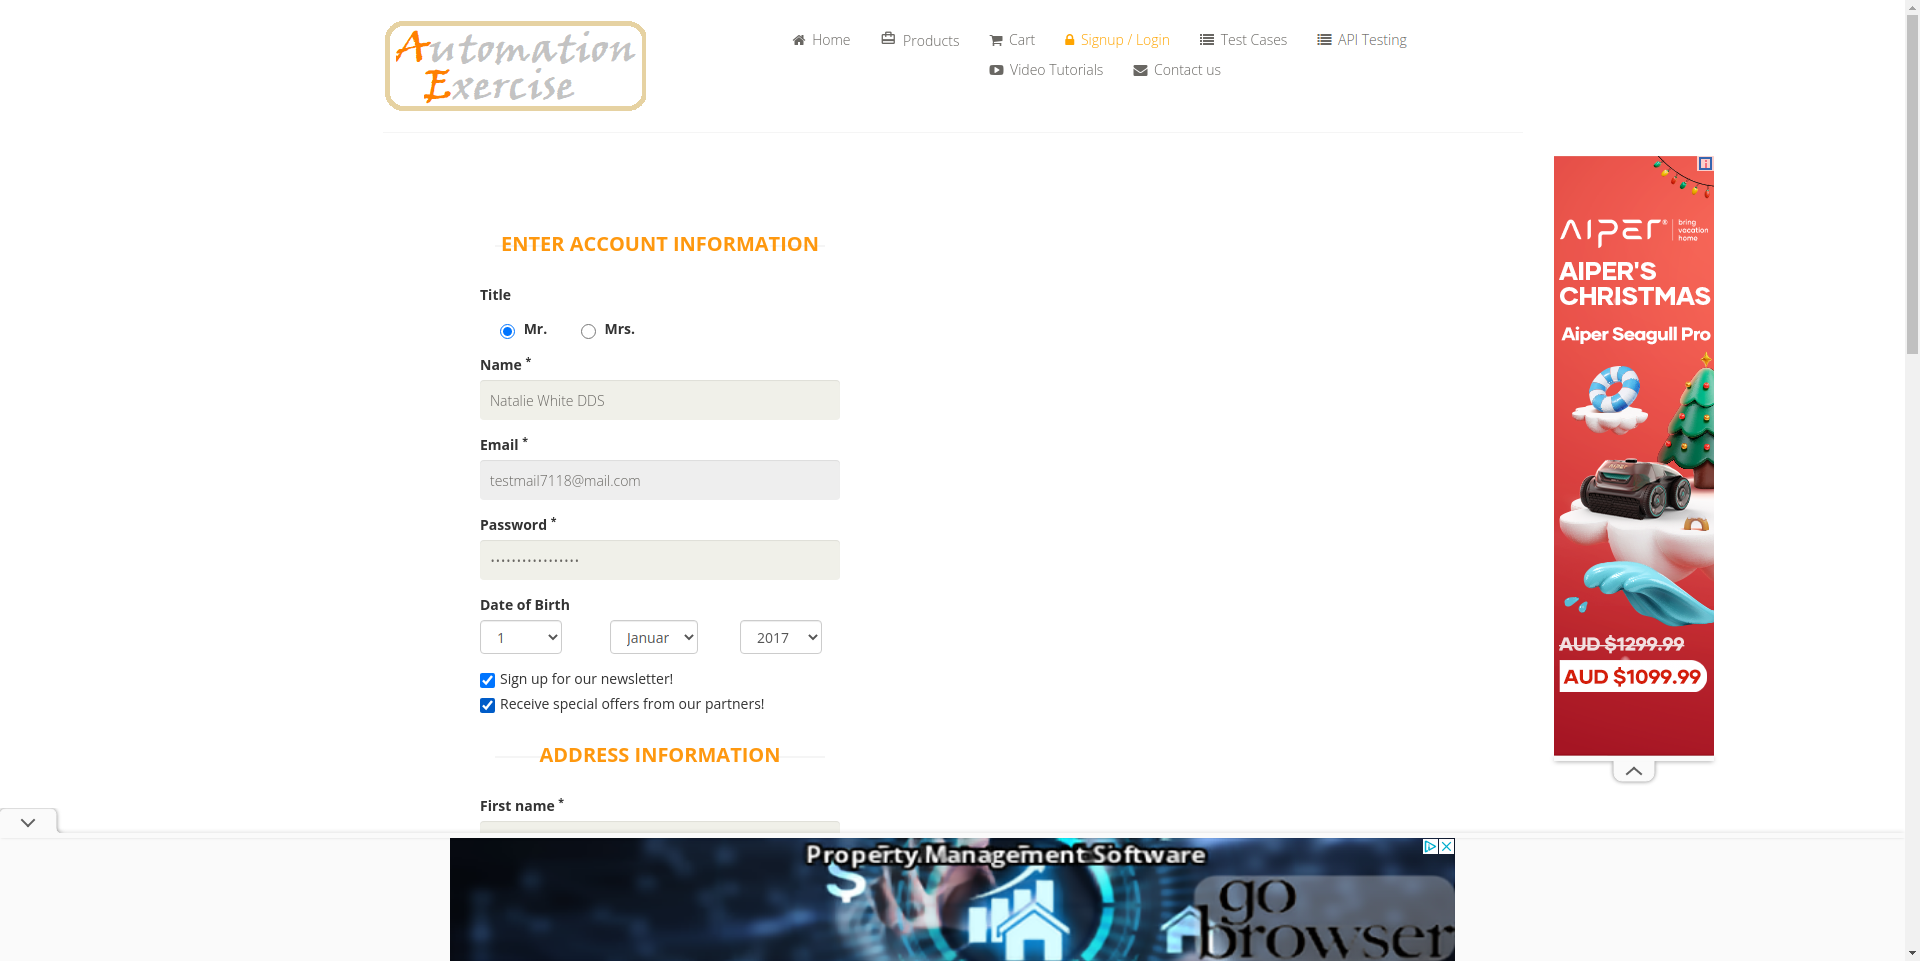 Automation
Exercise
Home
Products
Cart
Signup / Login
Test Cases
API Testing
Video Tutorials
Contact us
ENTER ACCOUNT INFORMATION
Title
Mr.
Mrs.
Name *
Natalie White DDS
Email *
testmail7118@mail.com
Password *
•••••••••••••••••
Date of Birth
1
Januar
2017
Sign up for our newsletter!
Receive special offers from our partners!
ADDRESS INFORMATION
First name *
AIPER®
bring
vacation
home
AIPER'S
CHRISTMAS
Aiper Seagull Pro
AUD $1299.99
AUD $1099.99
Property Management Software
go
browser